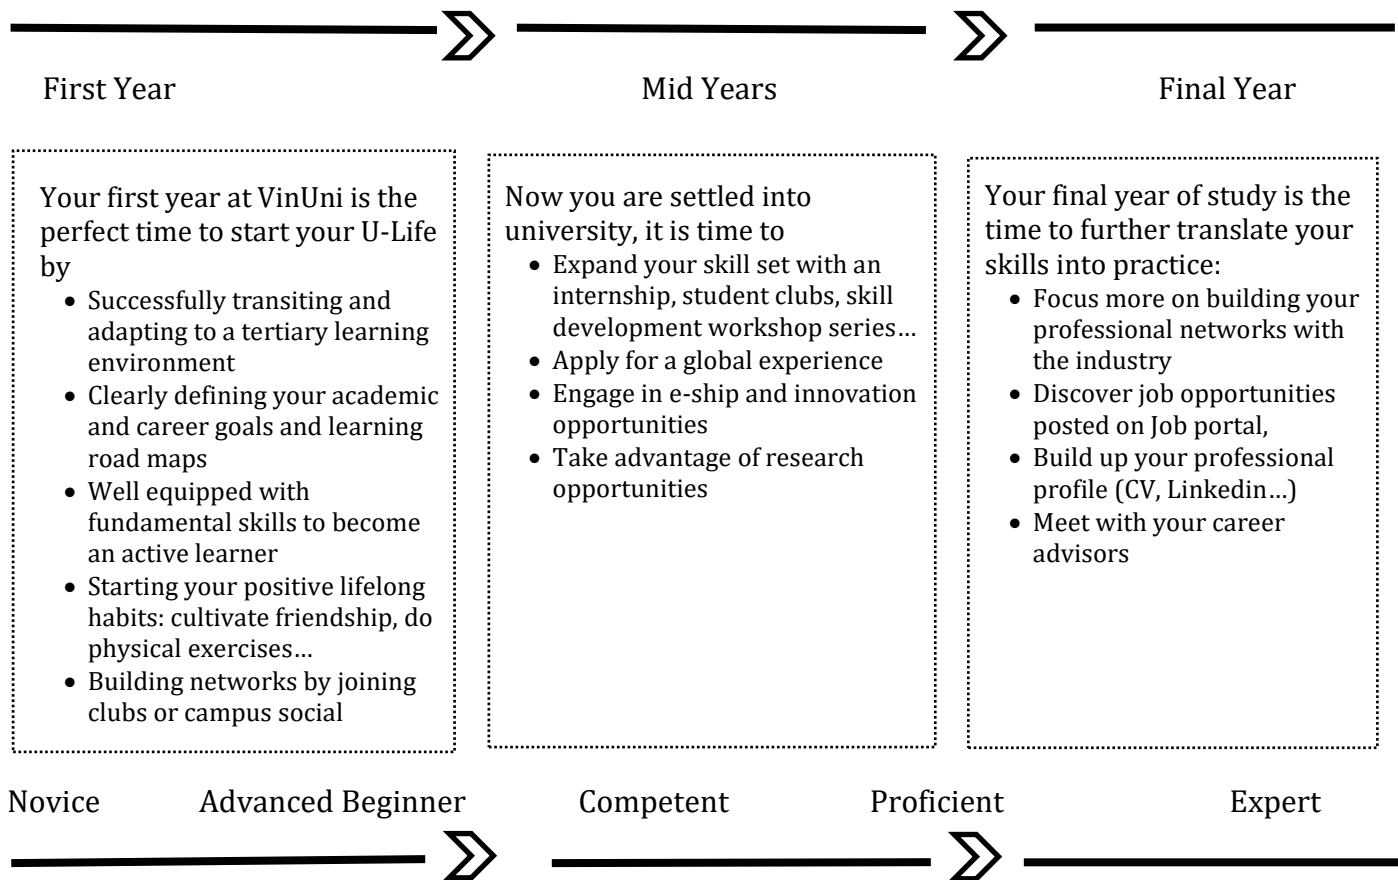 First Year
Mid Years
Final Year
Your first year at VinUni is the
perfect time to start your U-Life
by
• Successfully transiting and
adapting to a tertiary learning
environment
• Clearly defining your academic
and career goals and learning
road maps
• Well equipped with
fundamental skills to become
an active learner
• Starting your positive lifelong
habits: cultivate friendship, do
physical exercises…
• Building networks by joining
clubs or campus social
Now you are settled into
university, it is time to
• Expand your skill set with an
internship, student clubs, skill
development workshop series…
• Apply for a global experience
• Engage in e-ship and innovation
opportunities
• Take advantage of research
opportunities
Your final year of study is the
time to further translate your
skills into practice:
• Focus more on building your
professional networks with
the industry
• Discover job opportunities
posted on Job portal,
• Build up your professional
profile (CV, Linkedin…)
• Meet with your career
advisors
Novice
Advanced Beginner
Competent
Proficient
Expert